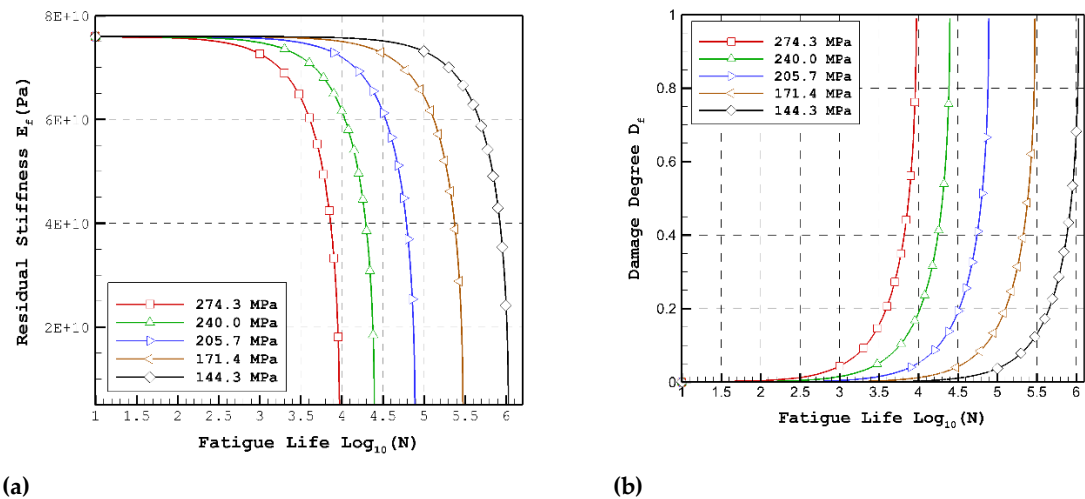 8E+10
6E+10
4E+10
2E+10
Residual Stiffness Ef(Pa)
274.3 MPa
240.0 MPa
205.7 MPa
171.4 MPa
144.3 MPa
1 1.5 2 2.5 3 3.5 4 4.5 5 5.5 6
Fatigue Life Log10(N)
(a)
1
0.8
0.6
0.4
0.2
0
Damage Degree Df
274.3 MPa
240.0 MPa
205.7 MPa
171.4 MPa
144.3 MPa
1 1.5 2 2.5 3 3.5 4 4.5 5 5.5 6
Fatigue Life Log10(N)
(b)